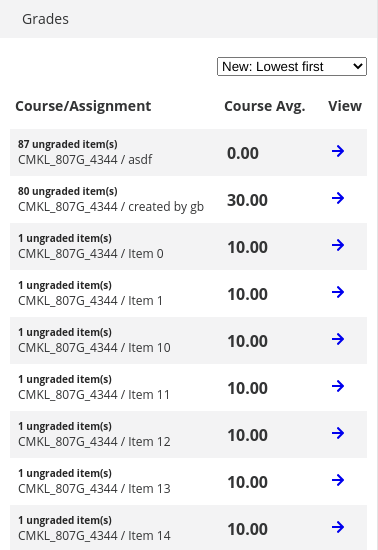 Grades
New: Lowest first
Course/Assignment Course Avg. View
87 ungraded item(s)
CMKL_807G_4344 / asdf
0.00
80 ungraded item(s)
CMKL_807G_4344 / created by gb
30.00
1 ungraded item(s)
CMKL_807G_4344 / Item 0
10.00
1 ungraded item(s)
CMKL_807G_4344 / Item 1
10.00
1 ungraded item(s)
CMKL_807G_4344 / Item 10
10.00
1 ungraded item(s)
CMKL_807G_4344 / Item 11
10.00
1 ungraded item(s)
CMKL_807G_4344 / Item 12
10.00
1 ungraded item(s)
CMKL_807G_4344 / Item 13
10.00
1 ungraded item(s)
CMKL_807G_4344 / Item 14
10.00